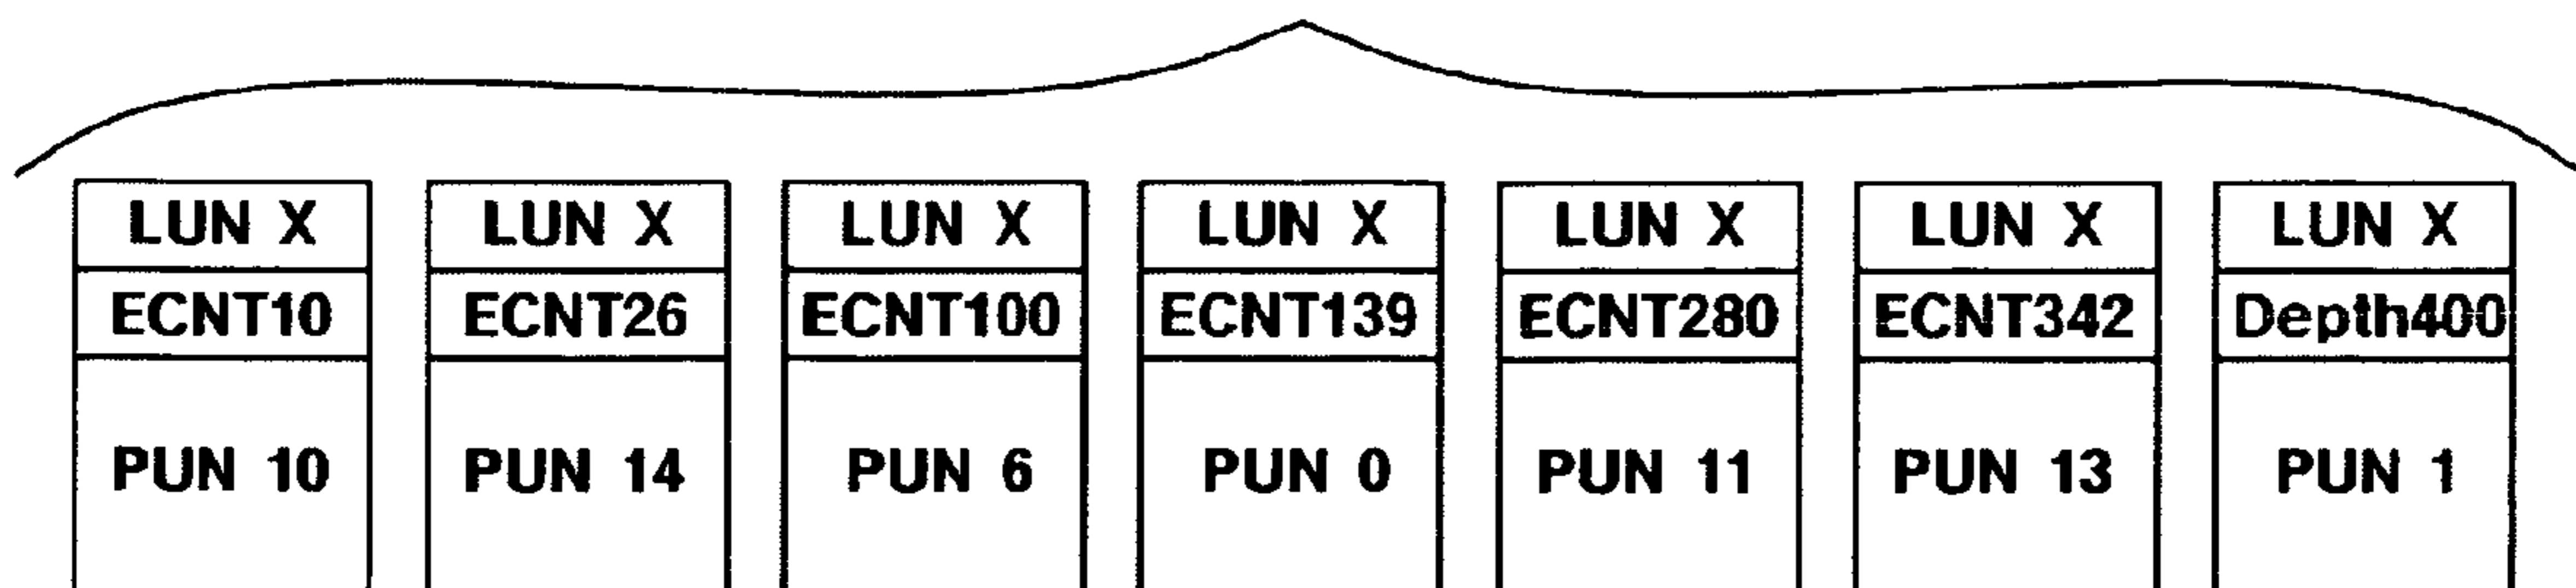 LUN X LUN X LUN X LUN X LUN X LUN X LUN X
ECNT10 ECNT26 ECNT100 ECNT139 ECNT280 ECNT342 Depth400
PUN 10 PUN 14 PUN 6 PUN 0 PUN 11 PUN 13 PUN 1